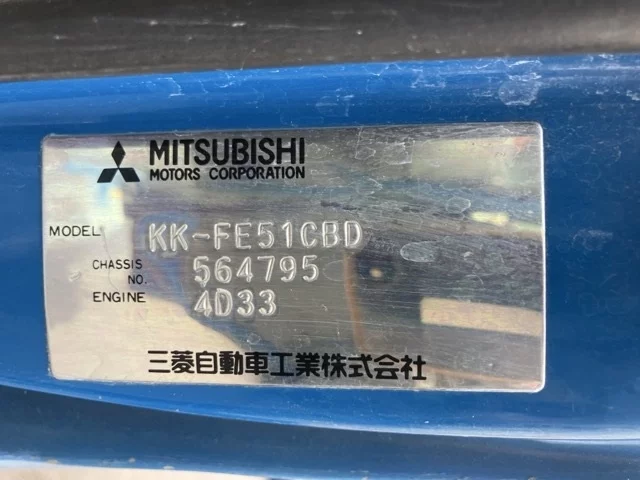 MITSUBISHI
MOTORS CORPORATION
MODEL KK-FE51CBD
CHASSIS NO. 564795
ENGINE 4D33
三菱自動車工業株式会社